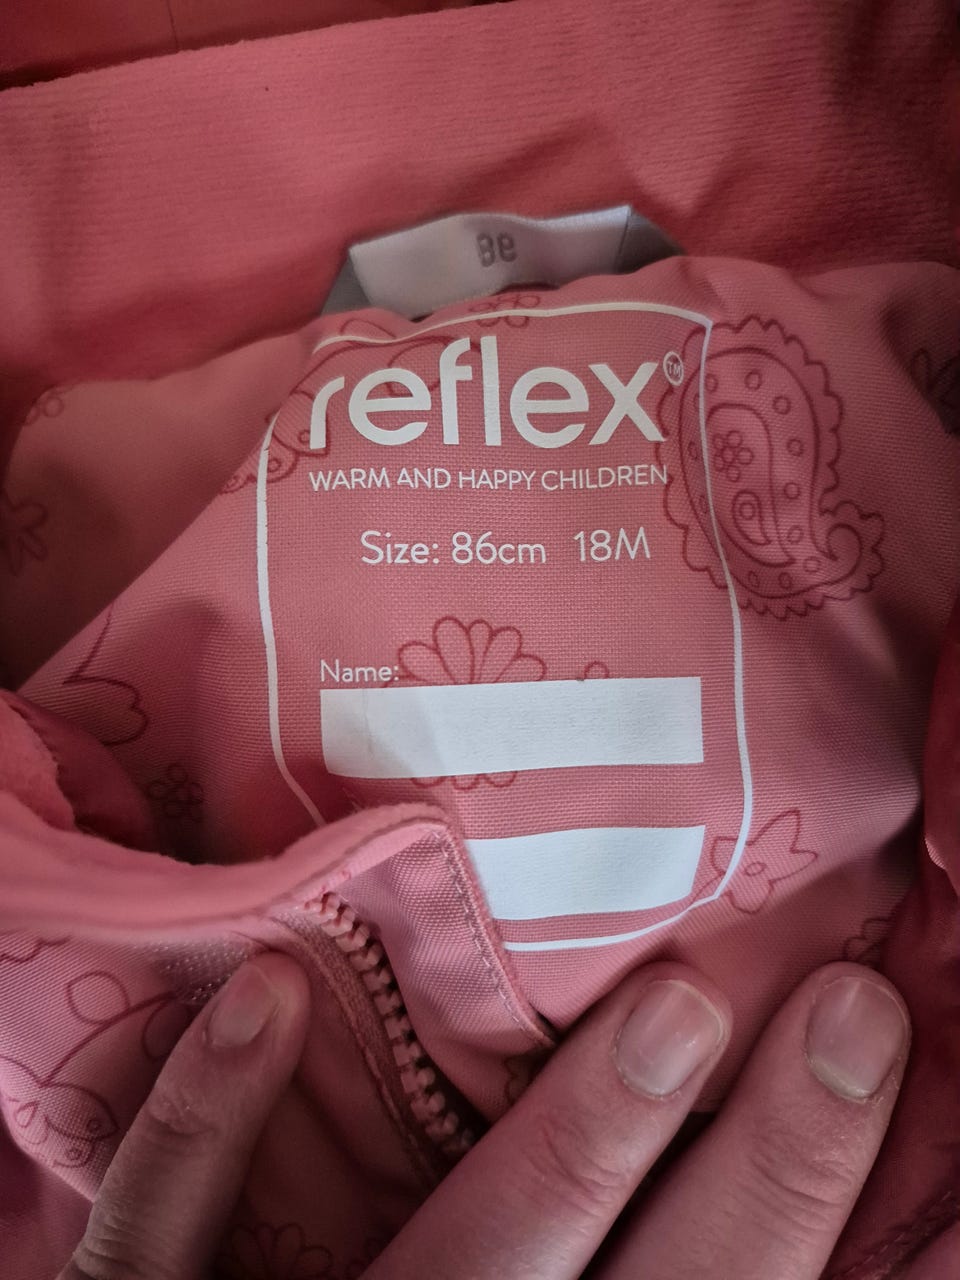 reflex™
WARM AND HAPPY CHILDREN
Size: 86cm 18M
Name: